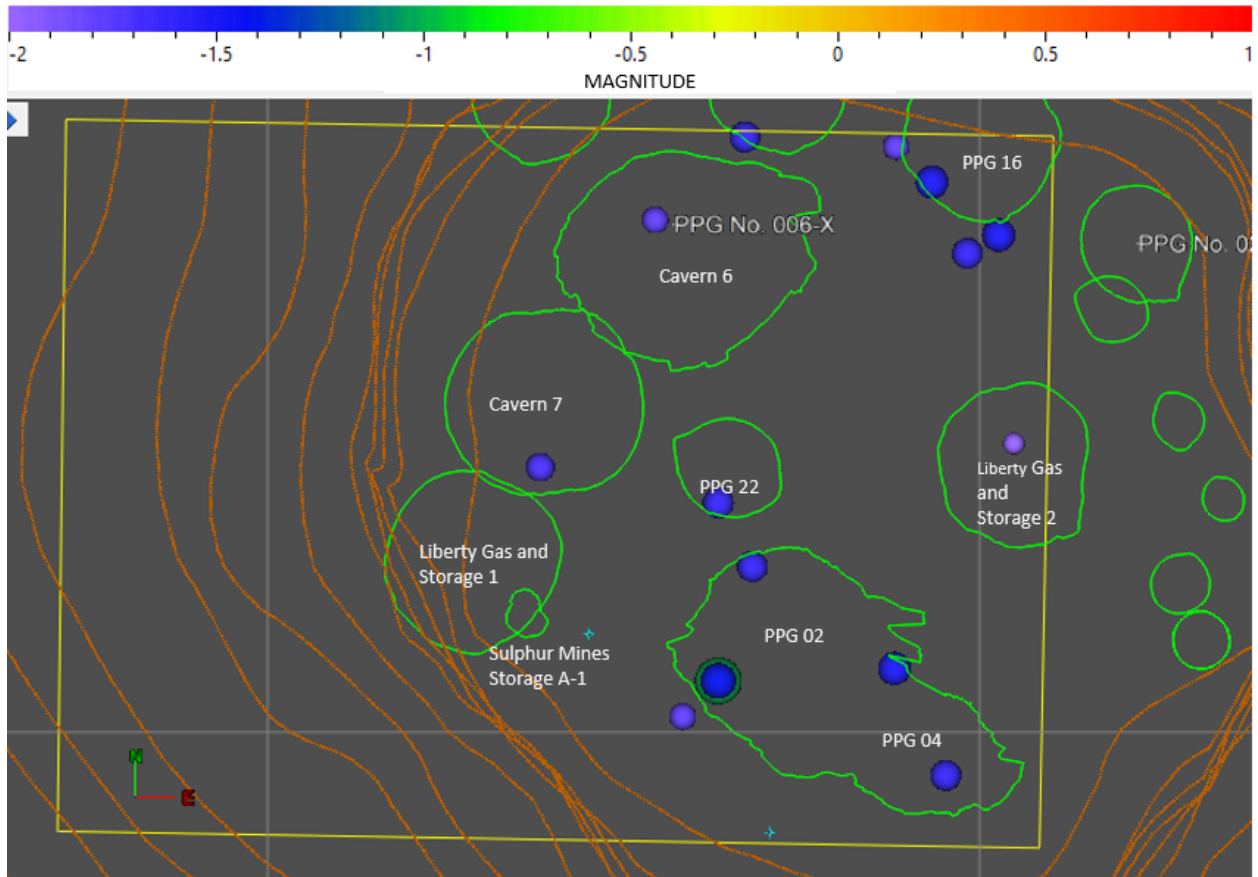 -2 -1.5 -1 -0.5 0 0.5 1
MAGNITUDE
PPG 16
PPG No. 006-X
PPG No. 02
Cavern 6
Cavern 7
Liberty Gas
and
Storage 2
PPG 22
Liberty Gas and
Storage 1
PPG 02
Sulphur Mines
Storage A-1
PPG 04
N
E